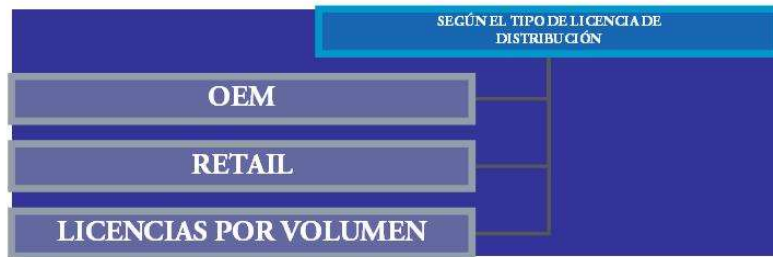 SEGÚN EL TIPO DE LICENCIA DE
DISTRIBUCIÓN
OEM
RETAIL
LICENCIAS POR VOLUMEN